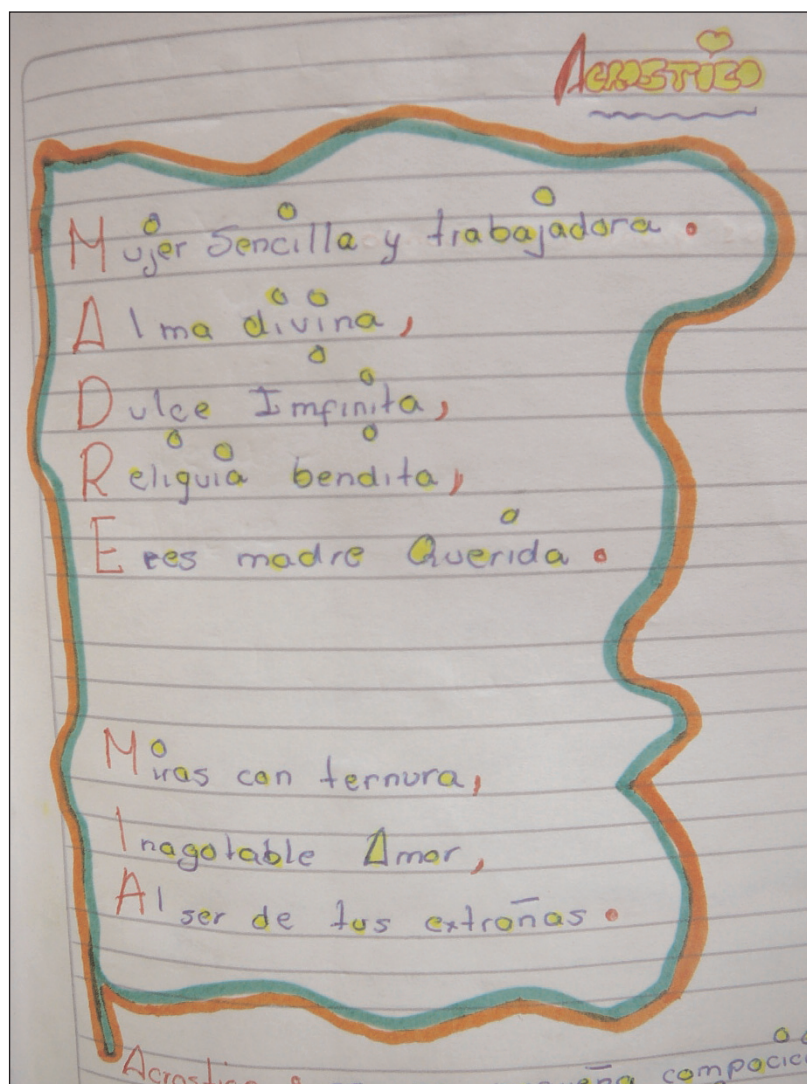 Acrostico
Mujer Sencilla y trabajadora.
Alma divina,
Dulce Imfinita,
Reliquia bendita,
Eres madre Querida.
Miras con ternura,
Inagotable Amor,
Al ser de tus extrañas.